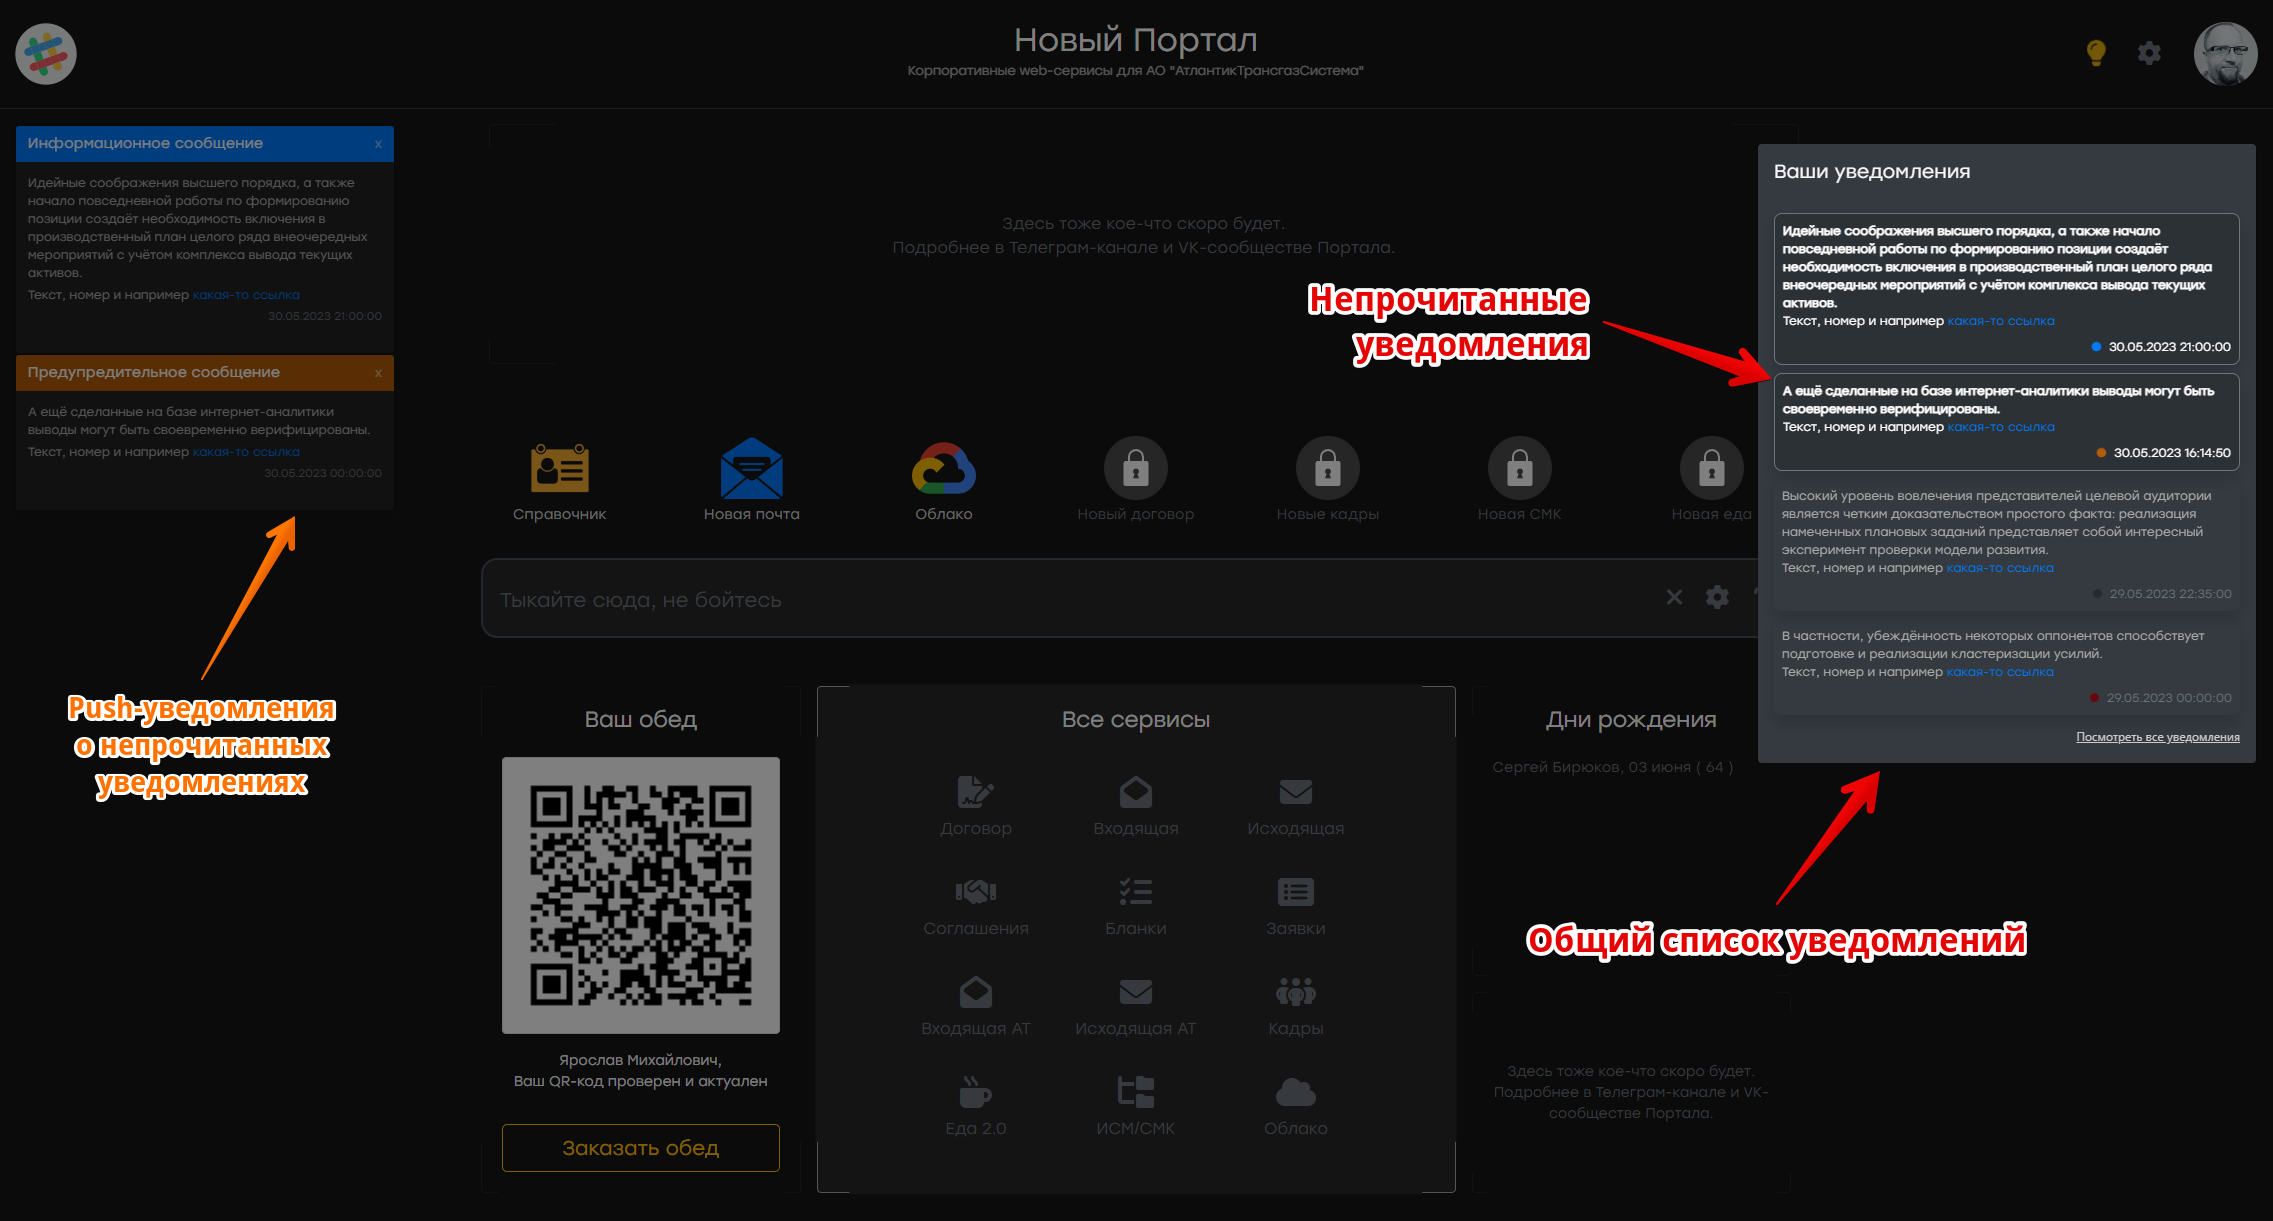 Новый Портал
Корпоративные web-сервисы для АО "АтлантикТрансгазСистема"
Информационное сообщение x
Идейные соображения высшего порядка, а также
начало повседневной работы по формированию
позиции создаёт необходимость включения в
производственный план целого ряда внеочередных
мероприятий с учётом комплекса вывода текущих
активов.
Текст, номер и например какая-то ссылка
30.05.2023 21:00:00
Предупредительное сообщение x
А ещё сделанные на базе интернет-аналитики
выводы могут быть своевременно верифицированы.
Текст, номер и например какая-то ссылка
30.05.2023 00:00:00
Push-уведомления
о непрочитанных
уведомлениях
Здесь тоже кое-что скоро будет.
Подробнее в Телеграм-канале и VK-сообществе Портала.
Непрочитанные
уведомления
Справочник
Новая почта
Облако
Новый договор
Новые кадры
Новая СМК
Новая еда
Тыкайте сюда, не бойтесь
Ваши уведомления
Идейные соображения высшего порядка, а также начало
повседневной работы по формированию позиции создаёт
необходимость включения в производственный план целого ряда
внеочередных мероприятий с учётом комплекса вывода текущих
активов.
Текст, номер и например какая-то ссылка
30.05.2023 21:00:00
А ещё сделанные на базе интернет-аналитики выводы могут быть
своевременно верифицированы.
Текст, номер и например какая-то ссылка
30.05.2023 16:14:50
Высокий уровень вовлечения представителей целевой аудитории
является четким доказательством простого факта: реализация
намеченных плановых заданий представляет собой интересный
эксперимент проверки модели развития.
Текст, номер и например какая-то ссылка
29.05.2023 22:35:00
В частности, убеждённость некоторых оппонентов способствует
подготовке и реализации кластеризации усилий.
Текст, номер и например какая-то ссылка
29.05.2023 00:00:00
Посмотреть все уведомления
Общий список уведомлений
Ваш обед
Ярослав Михайлович,
Ваш QR-код проверен и актуален
Заказать обед
Все сервисы
Договор
Входящая
Исходящая
Соглашения
Бланки
Заявки
Входящая АТ
Исходящая АТ
Кадры
Еда 2.0
ИСМ/СМК
Облако
Дни рождения
Сергей Бирюков, 03 июня ( 64 )
Здесь тоже кое-что скоро будет.
Подробнее в Телеграм-канале и VK-
сообществе Портала.